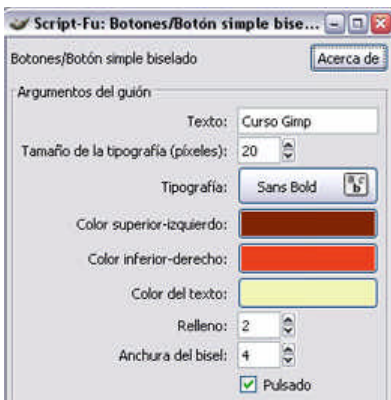 Script-Fu: Botones/Botón simple bise...
Botones/Botón simple biselado Acerca de
Argumentos del guión
Texto: Curso Gimp
Tamaño de la tipografía (píxeles): 20
Tipografía: Sans Bold
Color superior-izquierdo:
Color inferior-derecho:
Color del texto:
Relleno: 2
Anchura del bisel: 4
Pulsado